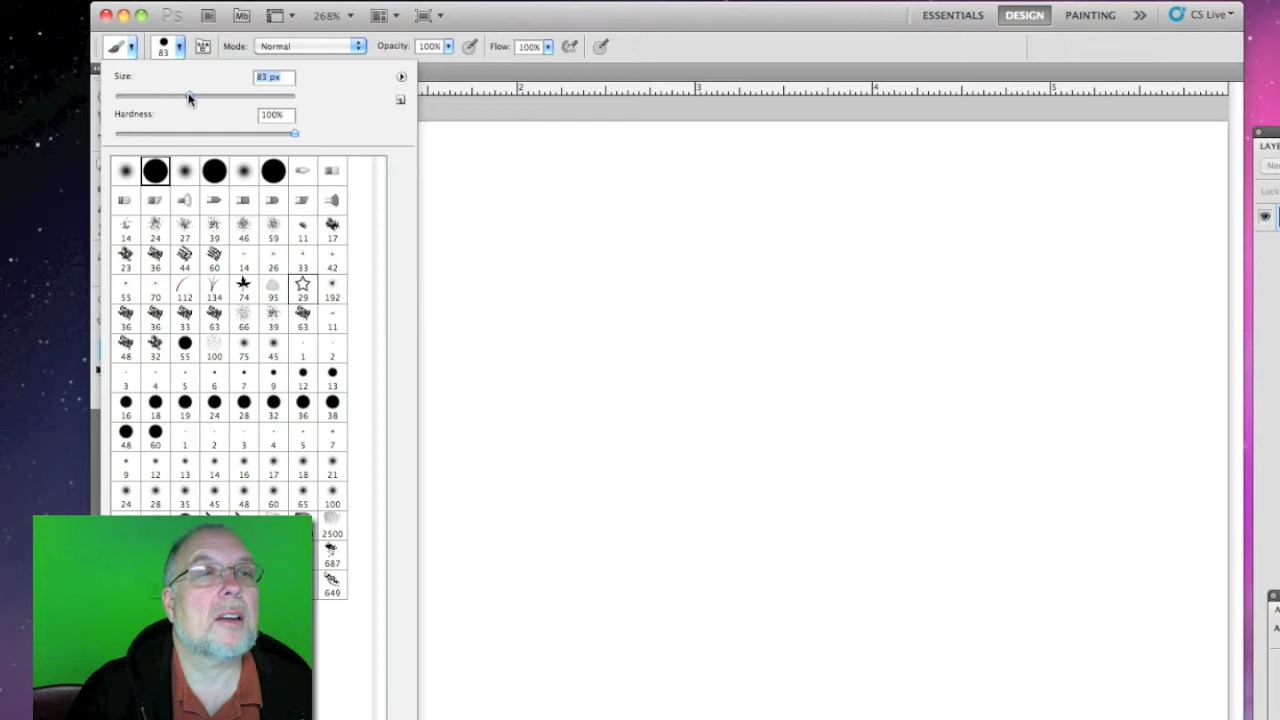 Ps Br Mb 268% ESSENTIALS DESIGN PAINTING CS Live
83 Mode: Normal Opacity: 100% Flow: 100%
Size: 83 px
2 3 4 5
Hardness: 100%
LAYE
No
Lock
14 24 27 39 46 59 11 17
23 36 44 60 14 26 33 42
55 70 112 134 74 95 29 192
36 36 33 63 66 39 63 11
48 32 55 100 75 45 1 2
3 4 5 6 7 9 12 13
16 18 19 24 28 32 36 38
48 60 1 2 3 4 5 7
9 12 13 14 16 17 18 21
24 28 35 45 48 60 65 100
2500
687
649
A
A